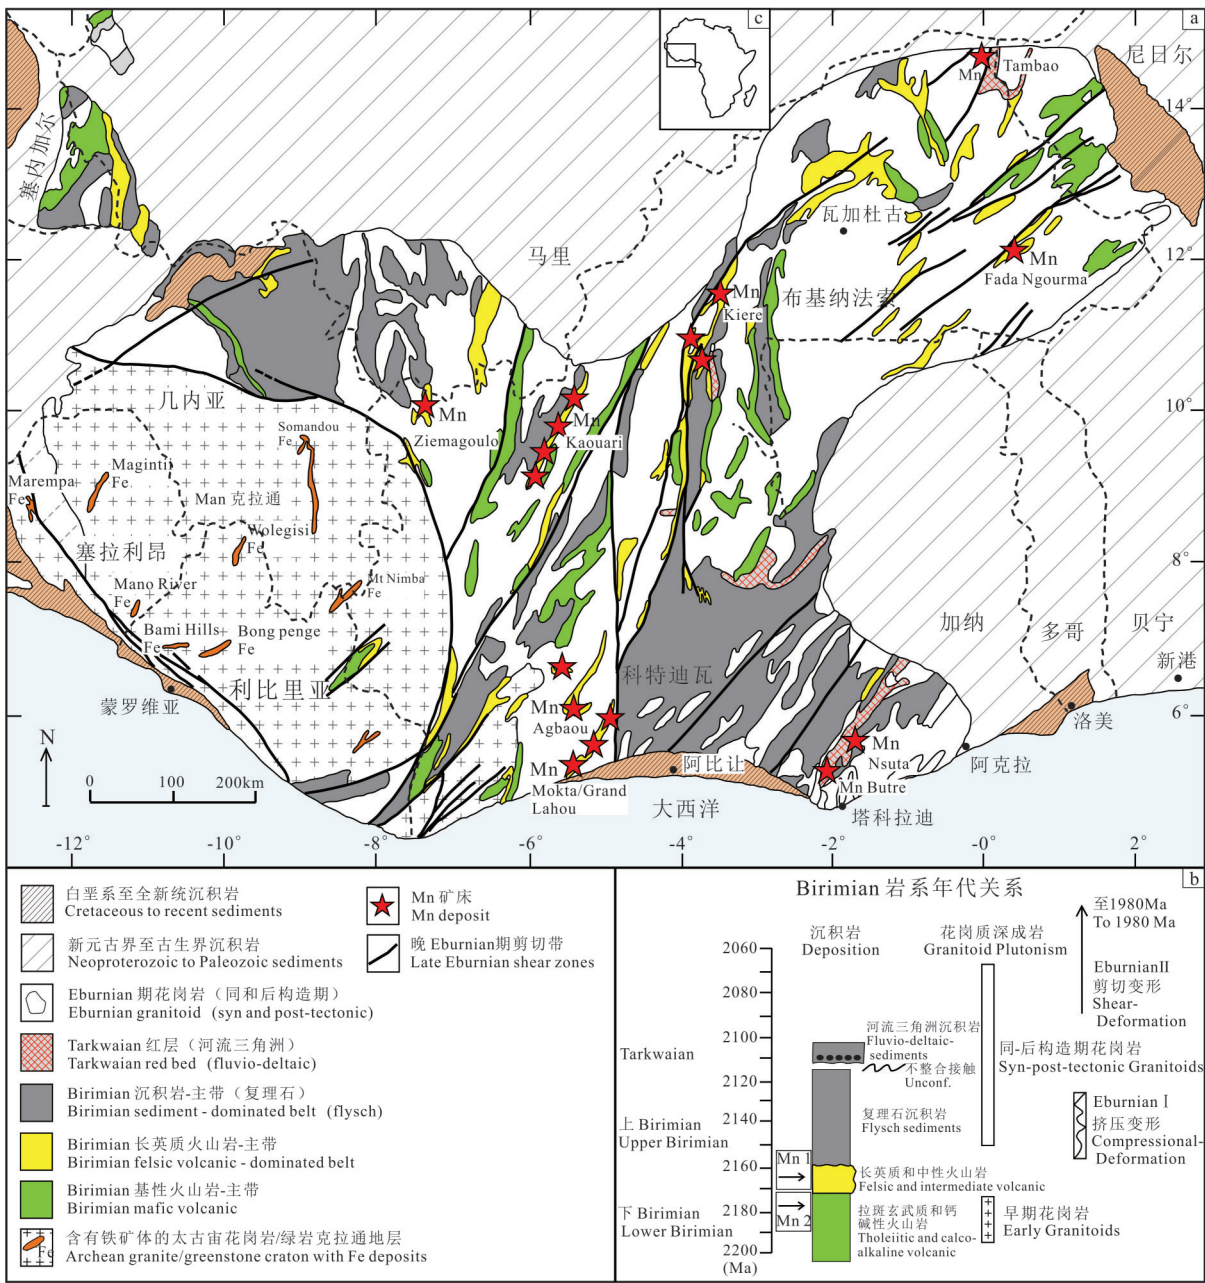 c
a
尼日尔
Mn
Tambao
14°
塞内加尔
瓦加杜古
马里
12°
Mn
Fada Ngourma
Mn
Kiere
布基纳法索
几内亚
Mn
Ziemagoulo
Mn
Kaouari
10°
Somandou
Fe
Magintii
Fe
Marempa
Fe
Man 克拉通
Wologisi
Fe
塞拉利昂
8°
Mano River
Fe
Mt Nimba
Fe
Bami Hills
Fe
Bong penge
Fe
加纳
多哥
贝宁
新港
利比里亚
蒙罗维亚
科特迪瓦
Mn
Agbaou
洛美
6°
Mn
Nsuta
N
Mn
Mokta/Grand
Lahou
阿比让
阿克拉
Mn Butre
0 100 200km
大西洋
塔科拉迪
-12° -10° -8° -6° -4° -2° -0° 2°
白垩系至全新统沉积岩
Cretaceous to recent sediments
新元古界至古生界沉积岩
Neoproterozoic to Paleozoic sediments
Eburnian 期花岗岩（同和后构造期）
Eburnian granitoid (syn and post-tectonic)
Tarkwaian 红层（河流三角洲）
Tarkwaian red bed (fluvio-deltaic)
Birimian 沉积岩-主带（复理石）
Birimian sediment - dominated belt (flysch)
Birimian 长英质火山岩-主带
Birimian felsic volcanic - dominated belt
Birimian 基性火山岩-主带
Birimian mafic volcanic
Fe
含有铁矿体的太古宙花岗岩/绿岩克拉通地层
Archean granite/greenstone craton with Fe deposits
Mn 矿床
Mn deposit
晚 Eburnian期剪切带
Late Eburnian shear zones
b
Birimian 岩系年代关系
沉积岩
Deposition
花岗质深成岩
Granitoid Plutonism
至1980Ma
To 1980 Ma
EburnianII
剪切变形
Shear-
Deformation
2060
2080
2100
2120
2140
2160
2180
2200
(Ma)
Tarkwaian
河流三角洲沉积岩
Fluvio-deltaic-
sediments
不整合接触
Unconf.
同-后构造期花岗岩
Syn-post-tectonic Granitoids
上 Birimian
Upper Birimian
复理石沉积岩
Flysch sediments
Eburnian I
挤压变形
Compressional-
Deformation
Mn 1
长英质和中性火山岩
Felsic and intermediate volcanic
Mn 2
下 Birimian
Lower Birimian
拉斑玄武质和钙
碱性火山岩
Tholeiitic and calco-
alkaline volcanic
早期花岗岩
Early Granitoids